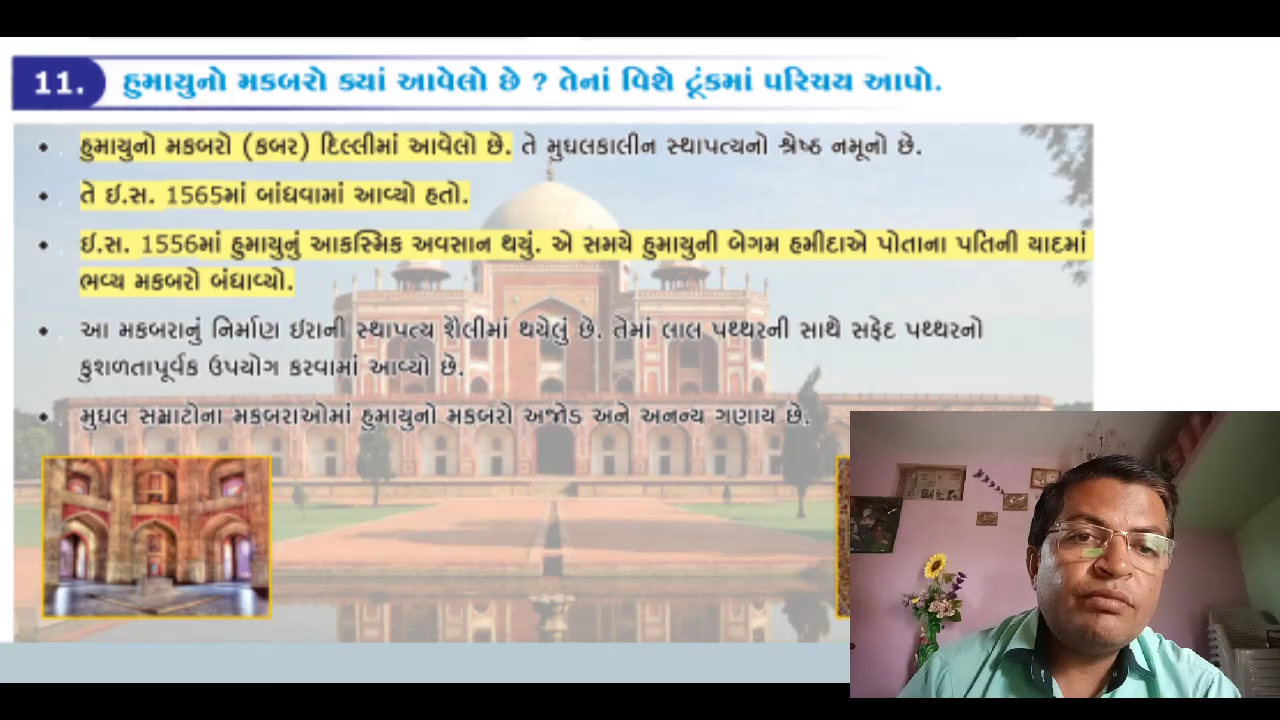 11. હુમાયુનો મકબરો ક્યાં આવેલો છે ? તેનાં વિશે ટૂંકમાં પરિચય આપો.
• હુમાયુનો મકબરો (કબર) દિલ્લીમાં આવેલો છે. તે મુઘલકાલીન સ્થાપત્યનો શ્રેષ્ઠ નમૂનો છે.
• તે ઈ.સ. 1565માં બાંધવામાં આવ્યો હતો.
• ઈ.સ. 1556માં હુમાયુનું આકસ્મિક અવસાન થયું. એ સમયે હુમાયુની બેગમ હમીદાએ પોતાના પતિની યાદમાં
ભવ્ય મકબરો બંધાવ્યો.
• આ મકબરાનું નિર્માણ ઈરાની સ્થાપત્ય શૈલીમાં થયેલું છે. તેમાં લાલ પથ્થરની સાથે સફેદ પથ્થરનો
કુશળતાપૂર્વક ઉપયોગ કરવામાં આવ્યો છે.
• મુઘલ સમ્રાટોના મકબરાઓમાં હુમાયુનો મકબરો અજોડ અને અનન્ય ગણાય છે.